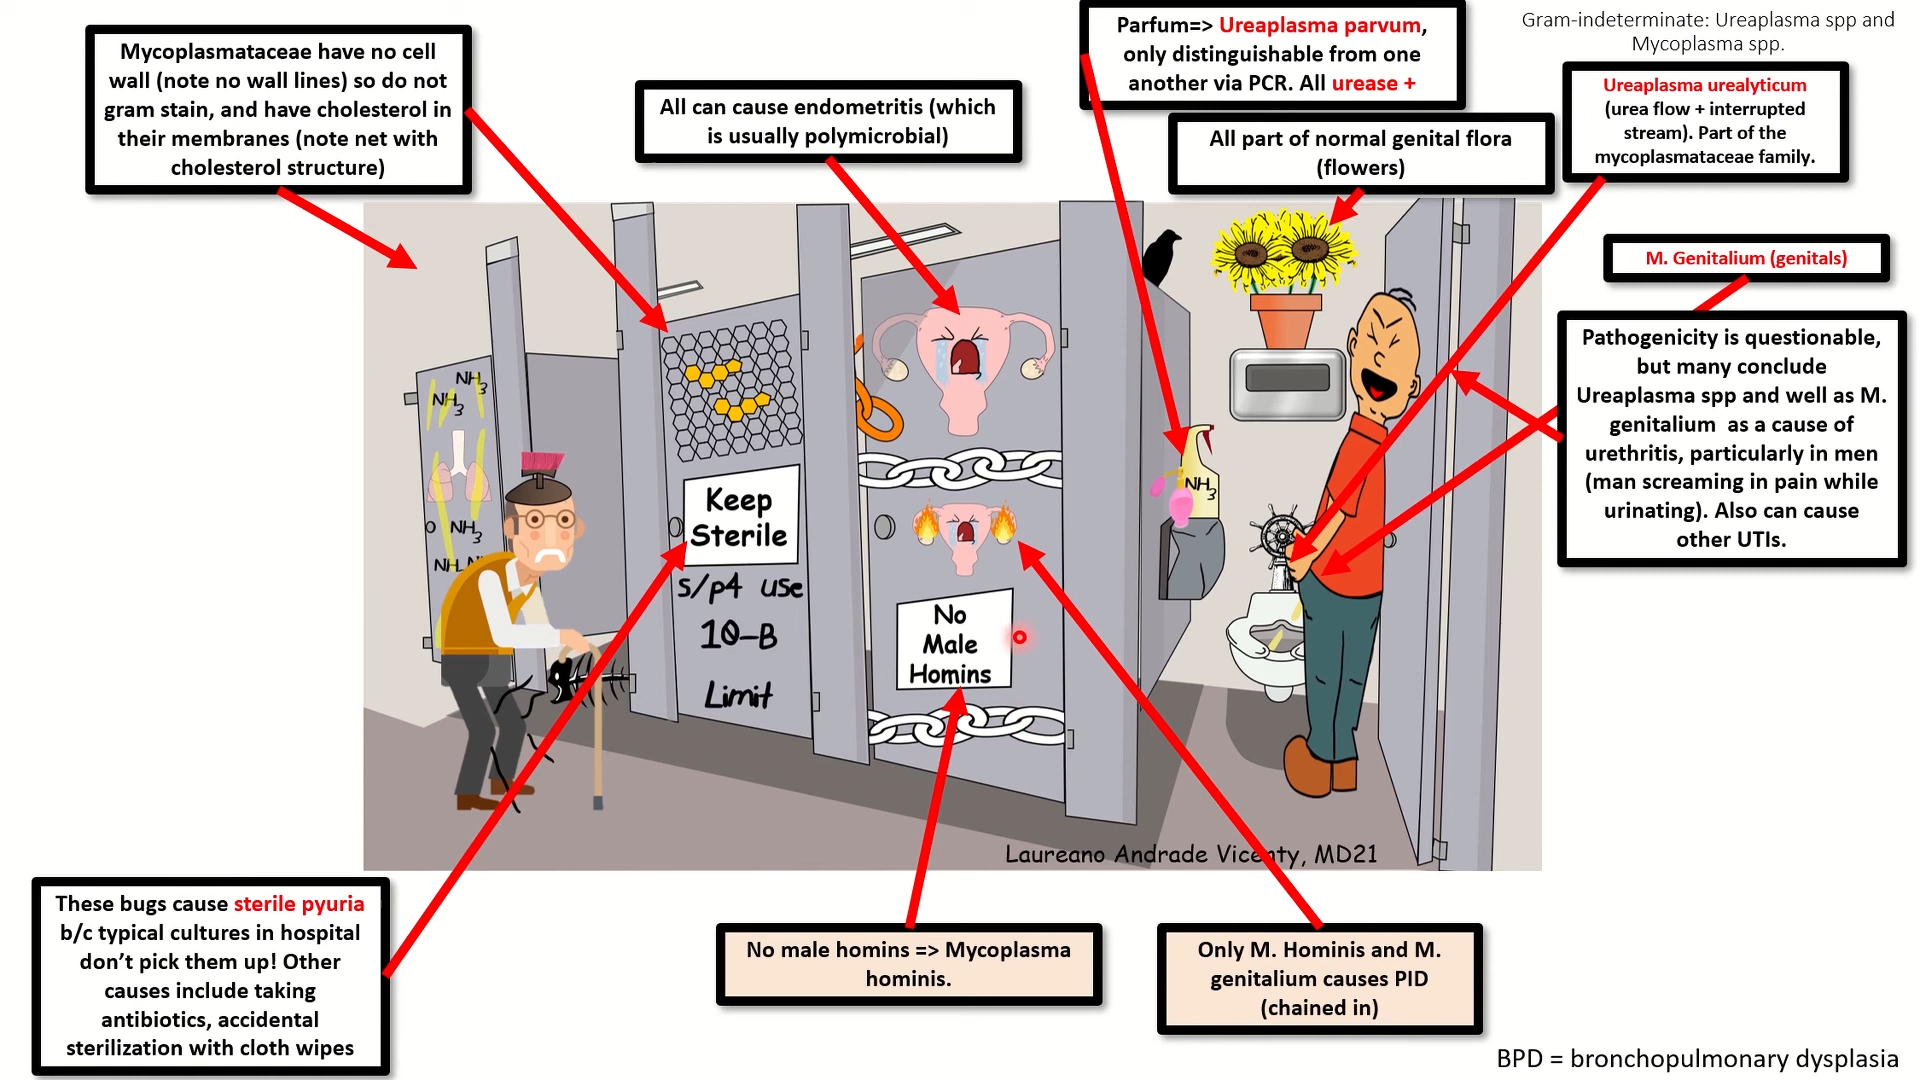 Mycoplasmataceae have no cell
wall (note no wall lines) so do not
gram stain, and have cholesterol in
their membranes (note net with
cholesterol structure)
All can cause endometritis (which
is usually polymicrobial)
Parfum=> Ureaplasma parvum,
only distinguishable from one
another via PCR. All urease +
All part of normal genital flora
(flowers)
Gram-indeterminate: Ureaplasma spp and
Mycoplasma spp.
Ureaplasma urealyticum
(urea flow + interrupted
stream). Part of the
mycoplasmataceae family.
M. Genitalium (genitals)
Pathogenicity is questionable,
but many conclude
Ureaplasma spp and well as M.
genitalium as a cause of
urethritis, particularly in men
(man screaming in pain while
urinating). Also can cause
other UTIs.
NH3
NH3
NH3
Keep
Sterile
s/p4 use
10-B
Limit
No
Male
Homins
NH3
Laureano Andrade Vicenty, MD21
These bugs cause sterile pyuria
b/c typical cultures in hospital
don't pick them up! Other
causes include taking
antibiotics, accidental
sterilization with cloth wipes
No male homins => Mycoplasma
hominis.
Only M. Hominis and M.
genitalium causes PID
(chained in)
BPD = bronchopulmonary dysplasia